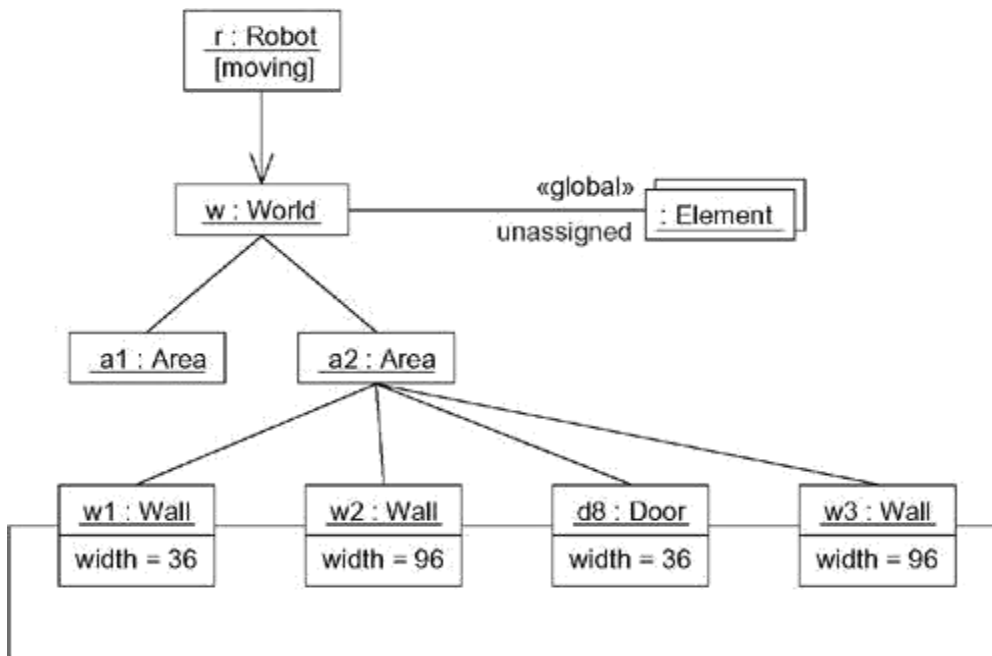 r : Robot
[moving]
w : World
«global»
unassigned
: Element
a1 : Area
a2 : Area
w1 : Wall
width = 36
w2 : Wall
width = 96
d8 : Door
width = 36
w3 : Wall
width = 96